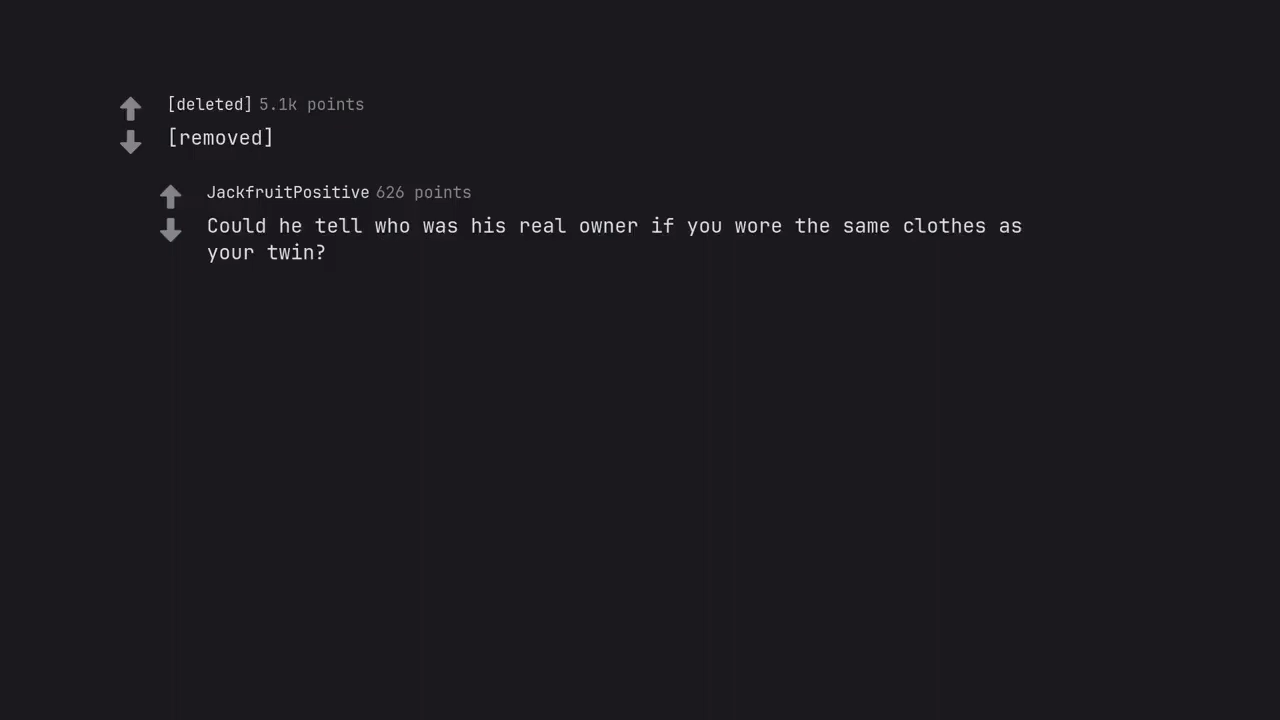 [deleted] 5.1k points
[removed]
JackfruitPositive 626 points
Could he tell who was his real owner if you wore the same clothes as
your twin?